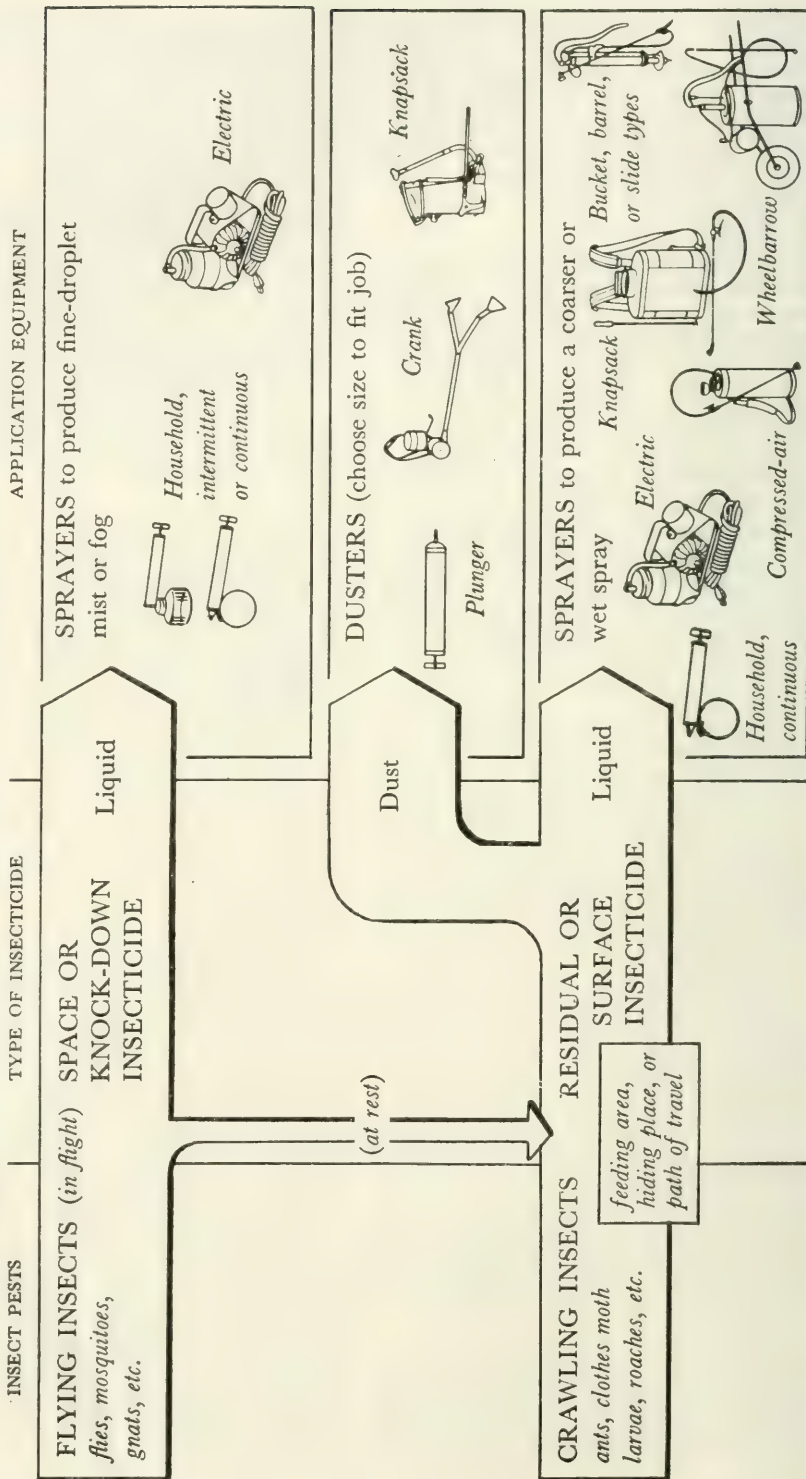 INSECT PESTS
TYPE OF INSECTICIDE
APPLICATION EQUIPMENT
FLYING INSECTS (in flight)
flies, mosquitoes,
gnats, etc.
SPACE OR
KNOCK-DOWN
INSECTICIDE
Liquid
SPRAYERS to produce fine-droplet
mist or fog
Household,
intermittent
or continuous
Electric
(at rest)
Dust
DUSTERS (choose size to fit job)
Plunger
Crank
Knapsack
CRAWLING INSECTS
ants, clothes moth
larvae, roaches, etc.
feeding area,
hiding place, or
path of travel
RESIDUAL OR
SURFACE
INSECTICIDE
Liquid
SPRAYERS to produce a coarser or
wet spray
Household,
continuous
Electric
Compressed-air
Knapsack
Bucket, barrel,
or slide types
Wheelbarrow